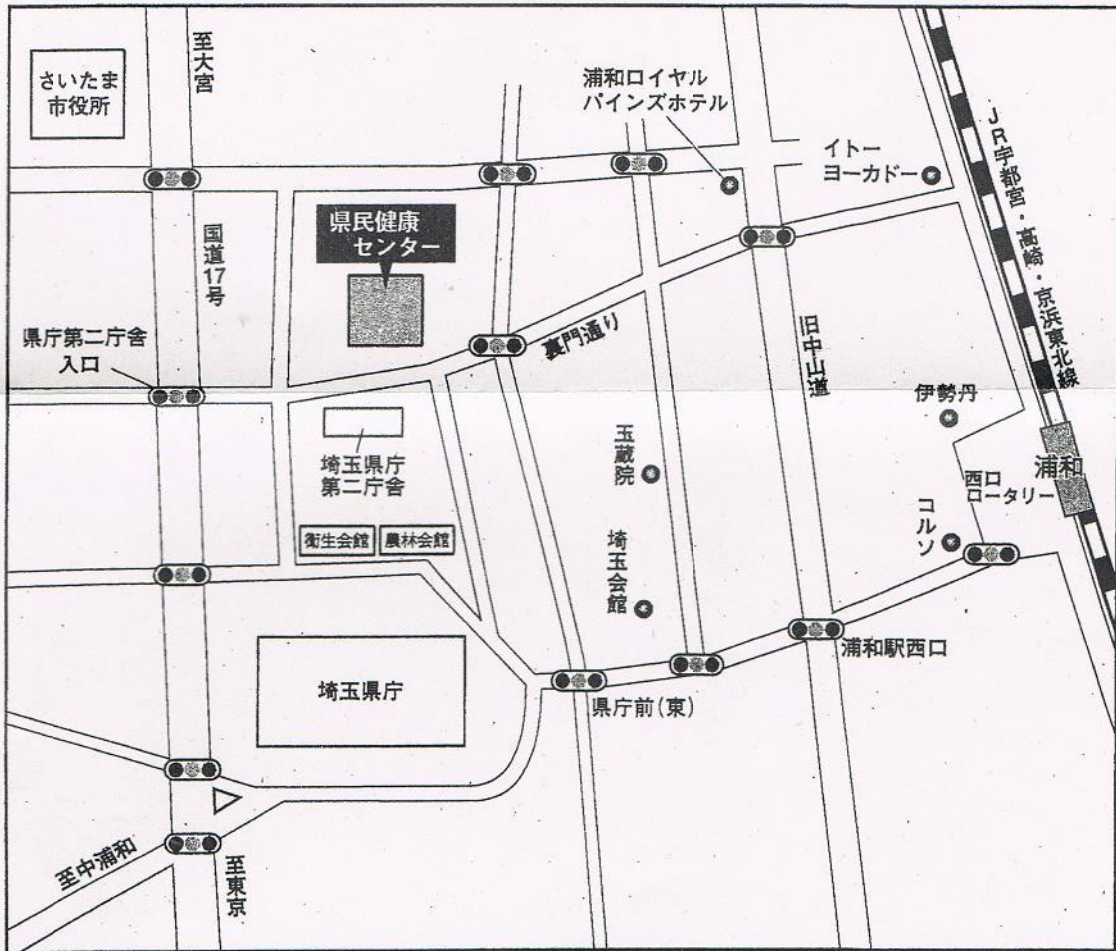 さいたま
市役所
至大宮
浦和ロイヤル
パインズホテル
イトー
ヨーカドー
JR宇都宮・高崎・京浜東北線
県民健康
センター
国道17号
県庁第二庁舎
入口
裏門通り
旧中山道
伊勢丹
埼玉県庁
第二庁舎
玉蔵院
浦和
西口
ロータリー
コルソ
衛生会館
農林会館
埼玉会館
浦和駅西口
埼玉県庁
県庁前(東)
至中浦和
至東京